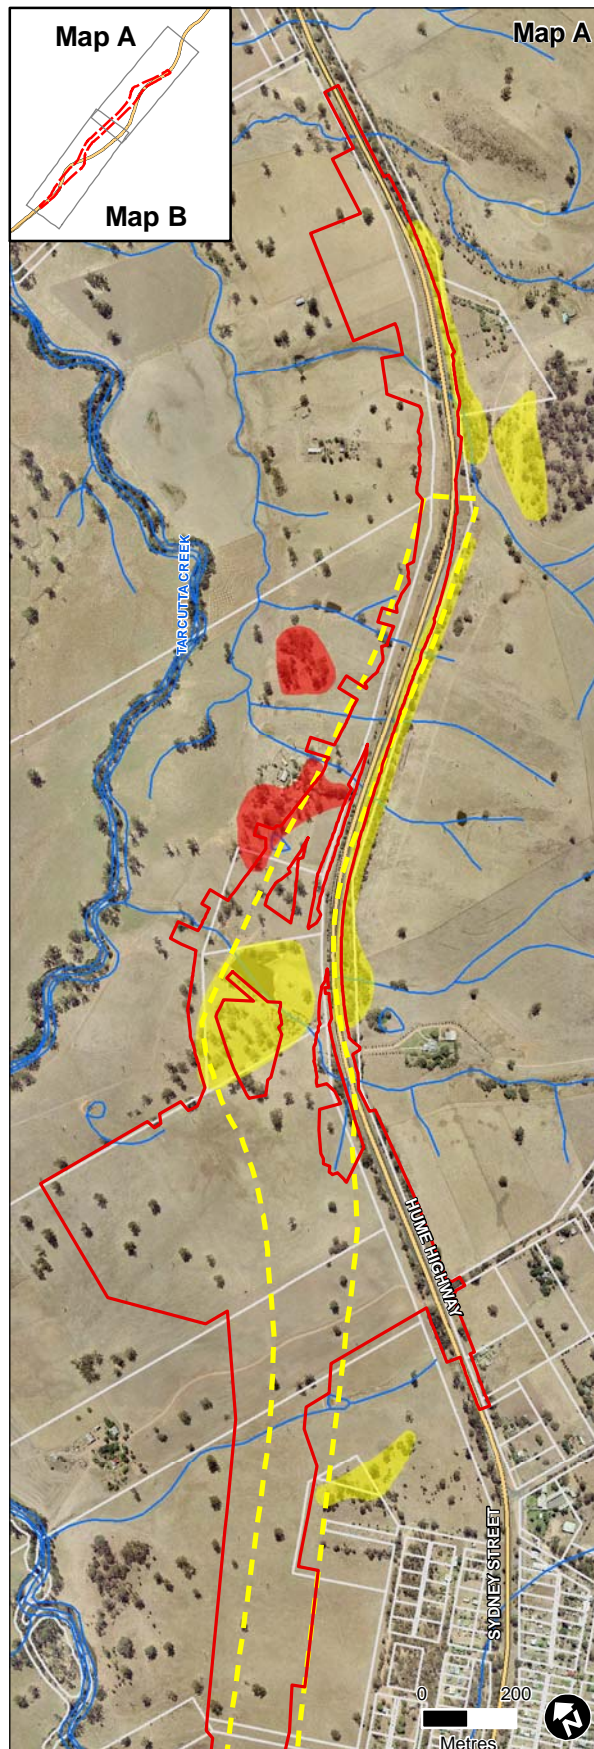 Map A
Map B
Map A
TARCUTTA CREEK
HUME HIGHWAY
SYDNEY STREET
0 200
Metres
N